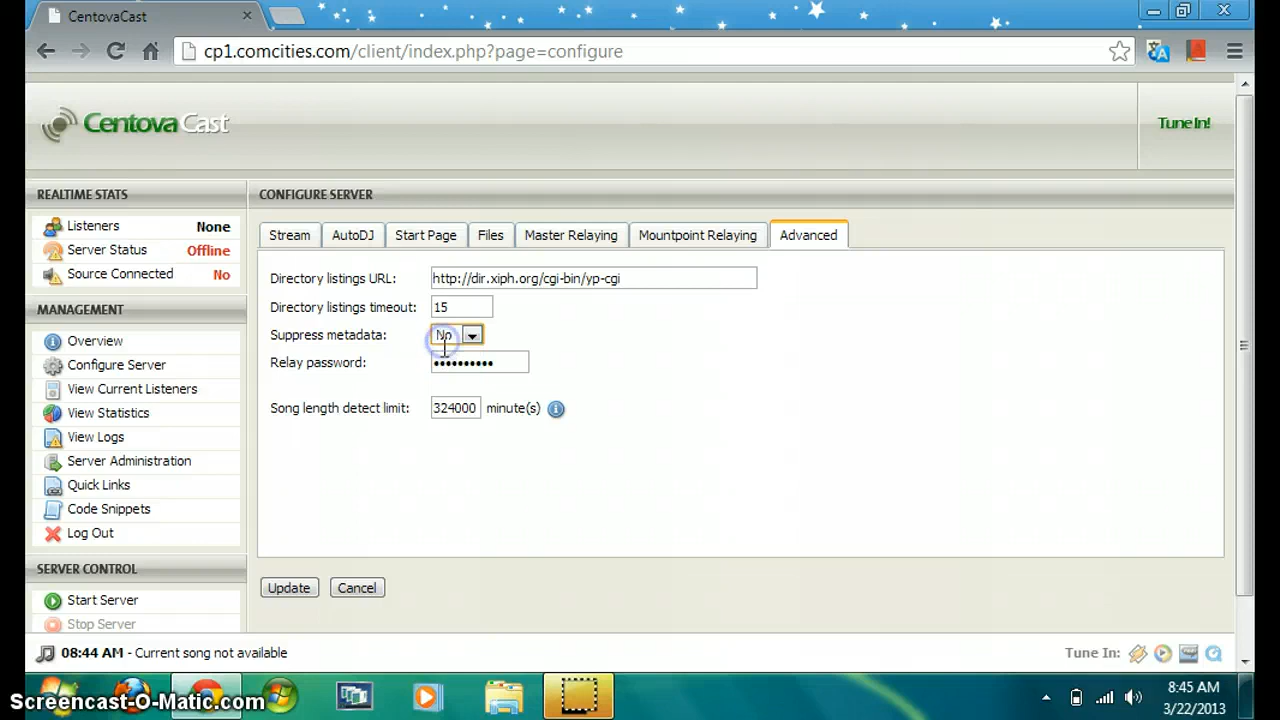 CentovaCast
cp1.comcities.com/client/index.php?page=configure
Centova Cast
Tune In!
REALTIME STATS
Listeners None
Server Status Offline
Source Connected No
MANAGEMENT
Overview
Configure Server
View Current Listeners
View Statistics
View Logs
Server Administration
Quick Links
Code Snippets
Log Out
SERVER CONTROL
Start Server
Stop Server
CONFIGURE SERVER
Stream AutoDJ Start Page Files Master Relaying Mountpoint Relaying Advanced
Directory listings URL: http://dir.xiph.org/cgi-bin/yp-cgi
Directory listings timeout: 15
Suppress metadata: No
Relay password: ••••••••••
Song length detect limit: 324000 minute(s)
Update Cancel
08:44 AM - Current song not available
Tune In:
Screencast-O-Matic.com
8:45 AM
3/22/2013